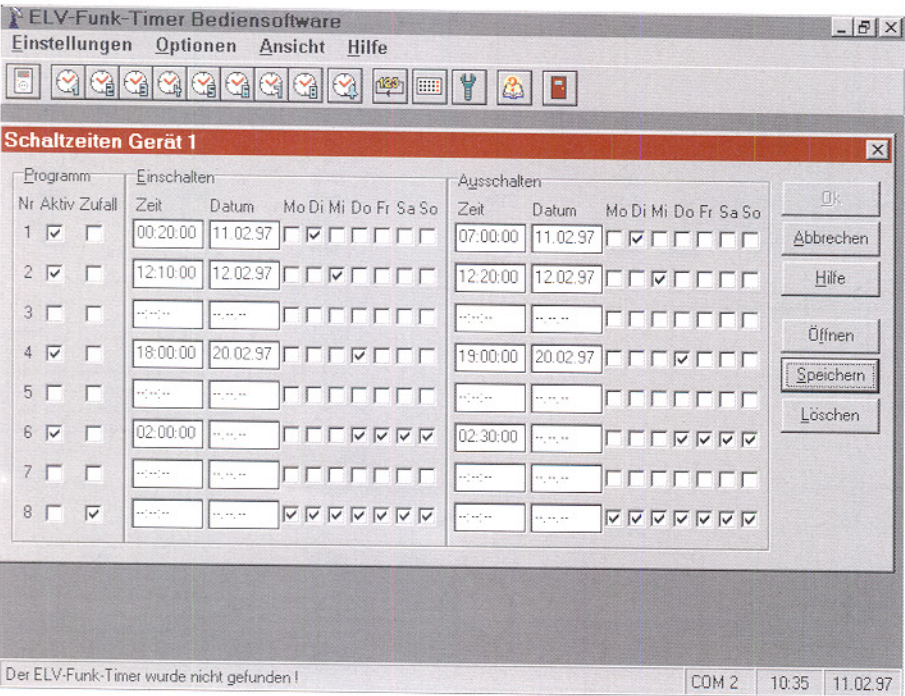 ELV-Funk-Timer Bediensoftware
Einstellungen Optionen Ansicht Hilfe
Schaltzeiten Gerät 1
Programm Einschalten Ausschalten
Nr Aktiv Zufall Zeit Datum Mo Di Mi Do Fr Sa So Zeit Datum Mo Di Mi Do Fr Sa So
1 00:20:00 11.02.97 07:00:00 11.02.97
2 12:10:00 12.02.97 12:20:00 12.02.97
3 --:--:-- --.--.-- --:--:-- --.--.--
4 18:00:00 20.02.97 19:00:00 20.02.97
5 --:--:-- --.--.-- --:--:-- --.--.--
6 02:00:00 --.--.-- 02:30:00 --.--.--
7 --:--:-- --.--.-- --:--:-- --.--.--
8 --:--:-- --.--.-- --:--:-- --.--.--
Ok
Abbrechen
Hilfe
Öffnen
Speichern
Löschen
Der ELV-Funk-Timer wurde nicht gefunden !
COM 2 10:35 11.02.97